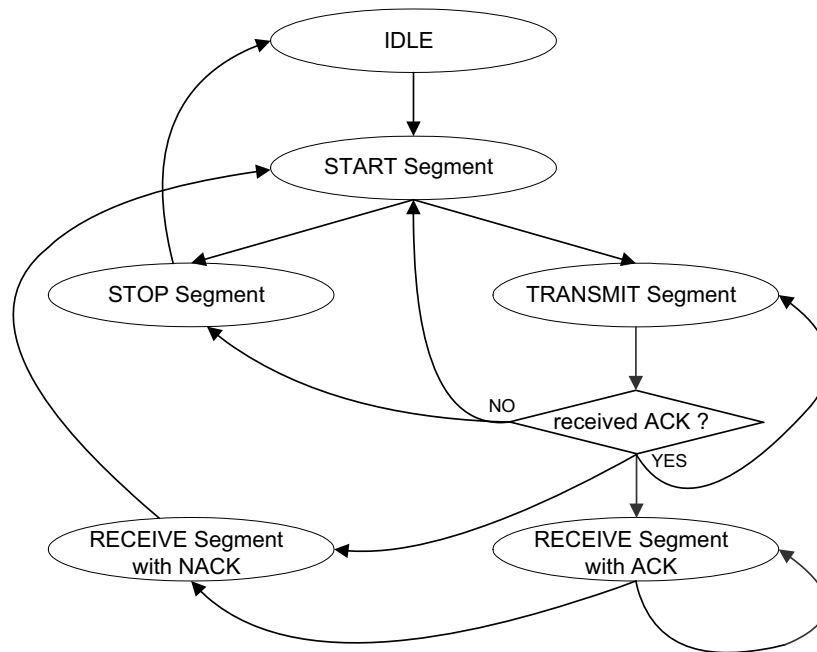 IDLE
START Segment
STOP Segment
TRANSMIT Segment
NO
received ACK ?
YES
RECEIVE Segment
with NACK
RECEIVE Segment
with ACK